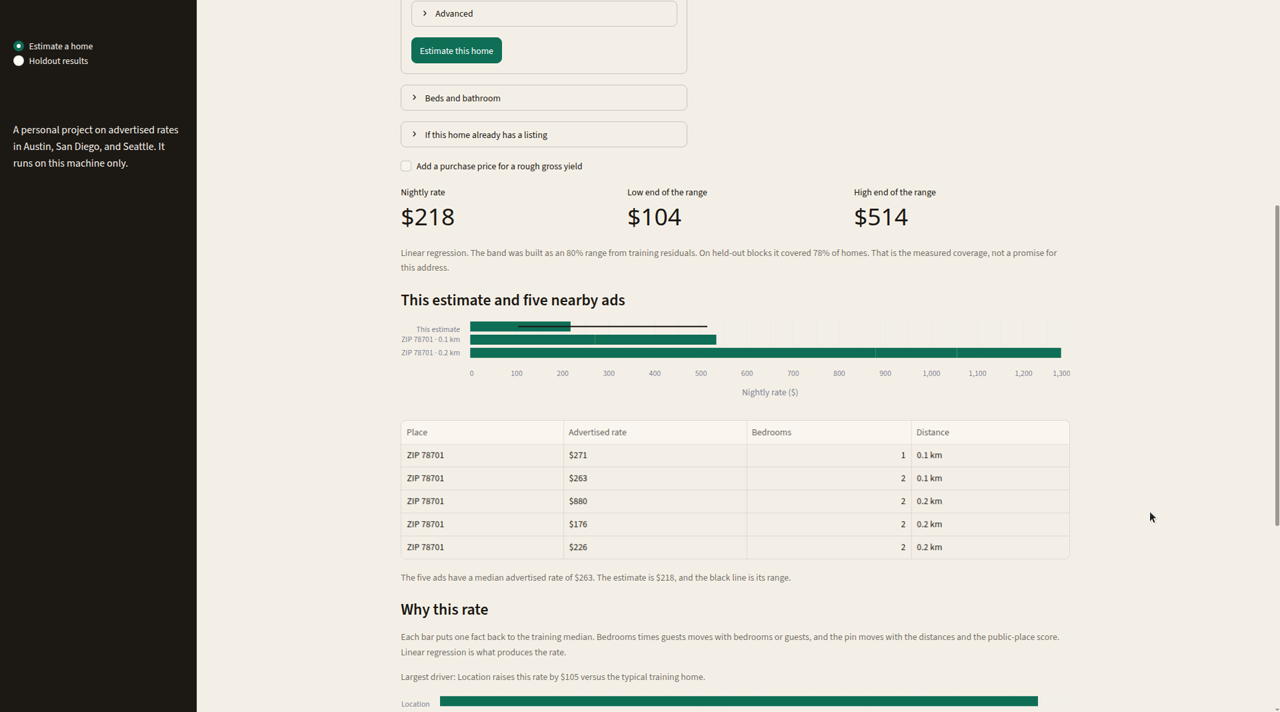 Estimate a home
Holdout results
A personal project on advertised rates
in Austin, San Diego, and Seattle. It
runs on this machine only.
Advanced
Estimate this home
Beds and bathroom
If this home already has a listing
Add a purchase price for a rough gross yield
Nightly rate Low end of the range High end of the range
$218 $104 $514
Linear regression. The band was built as an 80% range from training residuals. On held-out blocks it covered 78% of homes. That is the measured coverage, not a promise for
this address.
This estimate and five nearby ads
This estimate
ZIP 78701 · 0.1 km
ZIP 78701 · 0.2 km
0 100 200 300 400 500 600 700 800 900 1,000 1,100 1,200 1,300
Nightly rate ($)
Place Advertised rate Bedrooms Distance
ZIP 78701 $271 1 0.1 km
ZIP 78701 $263 2 0.1 km
ZIP 78701 $880 2 0.2 km
ZIP 78701 $176 2 0.2 km
ZIP 78701 $226 2 0.2 km
The five ads have a median advertised rate of $263. The estimate is $218, and the black line is its range.
Why this rate
Each bar puts one fact back to the training median. Bedrooms times guests moves with bedrooms or guests, and the pin moves with the distances and the public-place score.
Linear regression is what produces the rate.
Largest driver: Location raises this rate by $105 versus the typical training home.
Location